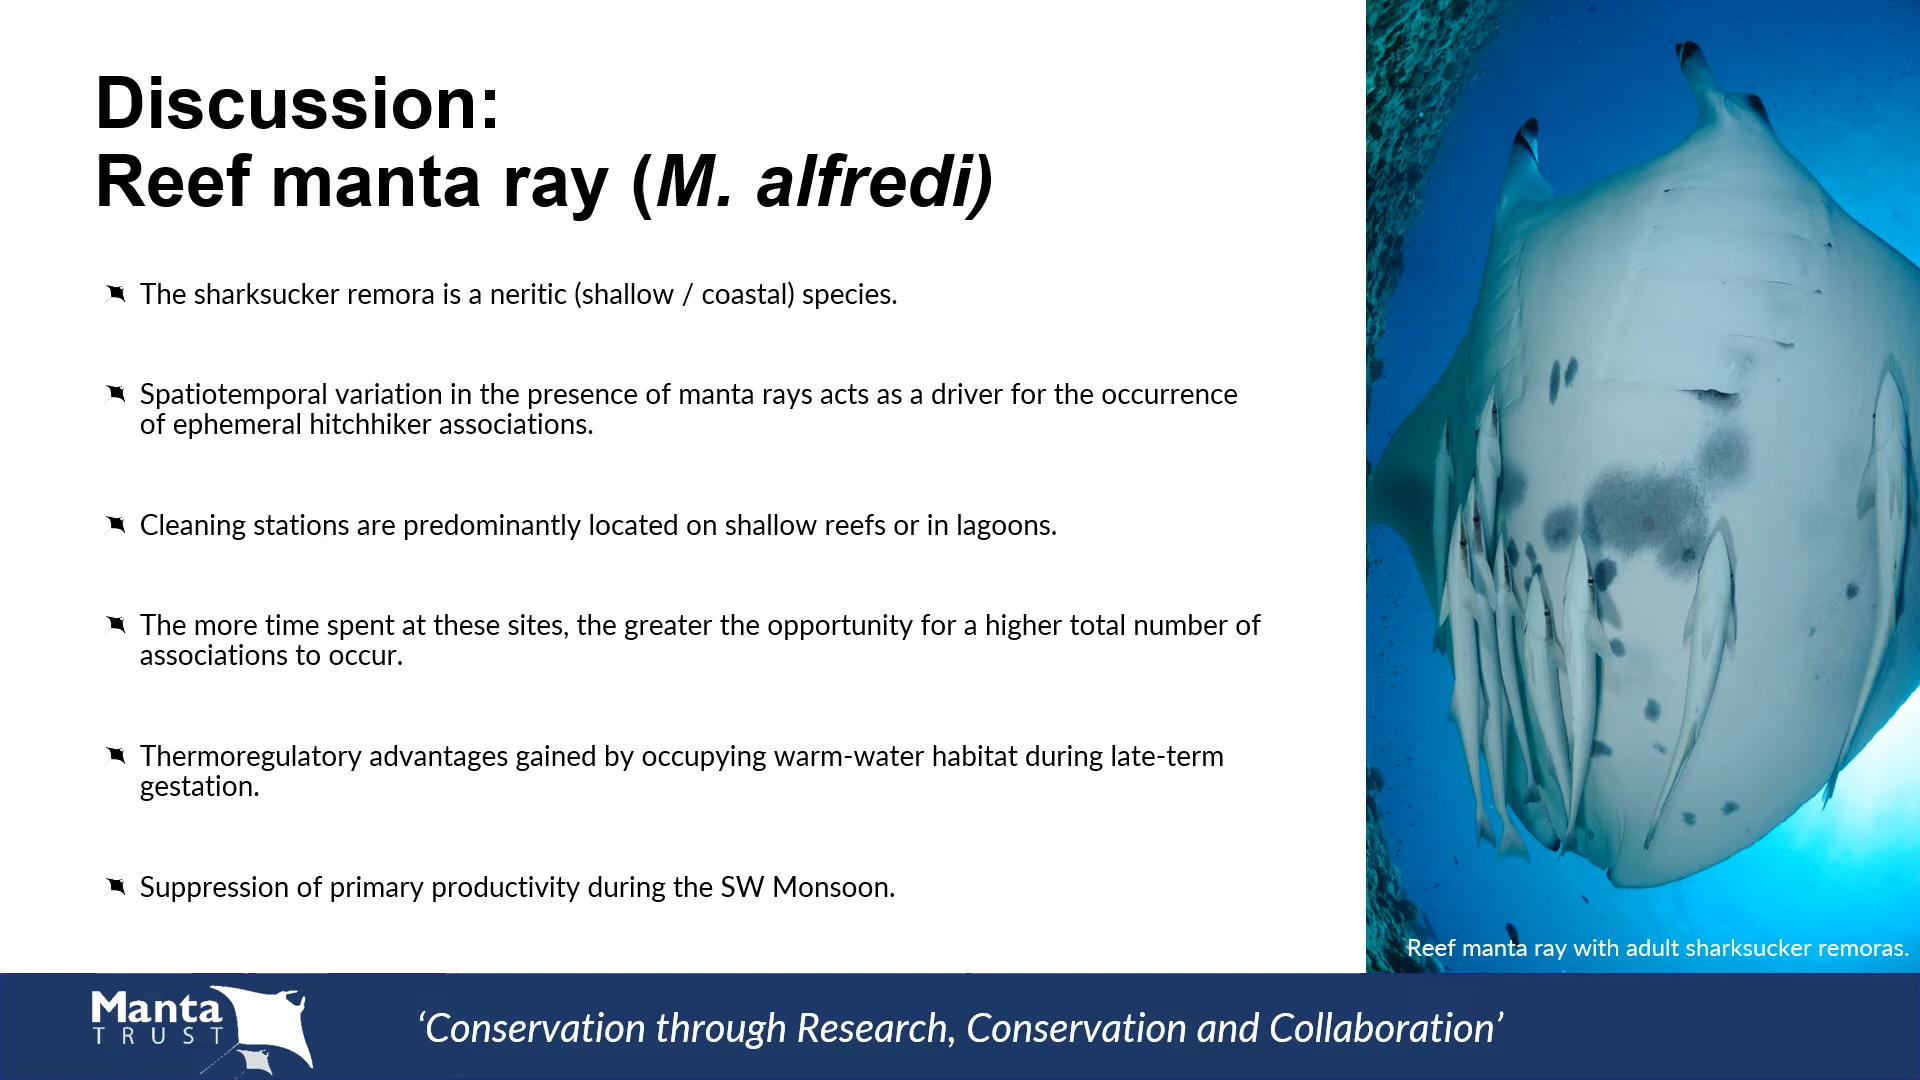 Discussion:
Reef manta ray (M. alfredi)
The sharksucker remora is a neritic (shallow / coastal) species.
Spatiotemporal variation in the presence of manta rays acts as a driver for the occurrence
of ephemeral hitchhiker associations.
Cleaning stations are predominantly located on shallow reefs or in lagoons.
The more time spent at these sites, the greater the opportunity for a higher total number of
associations to occur.
Thermoregulatory advantages gained by occupying warm-water habitat during late-term
gestation.
Suppression of primary productivity during the SW Monsoon.
Reef manta ray with adult sharksucker remoras.
Manta
TRUST
‘Conservation through Research, Conservation and Collaboration’